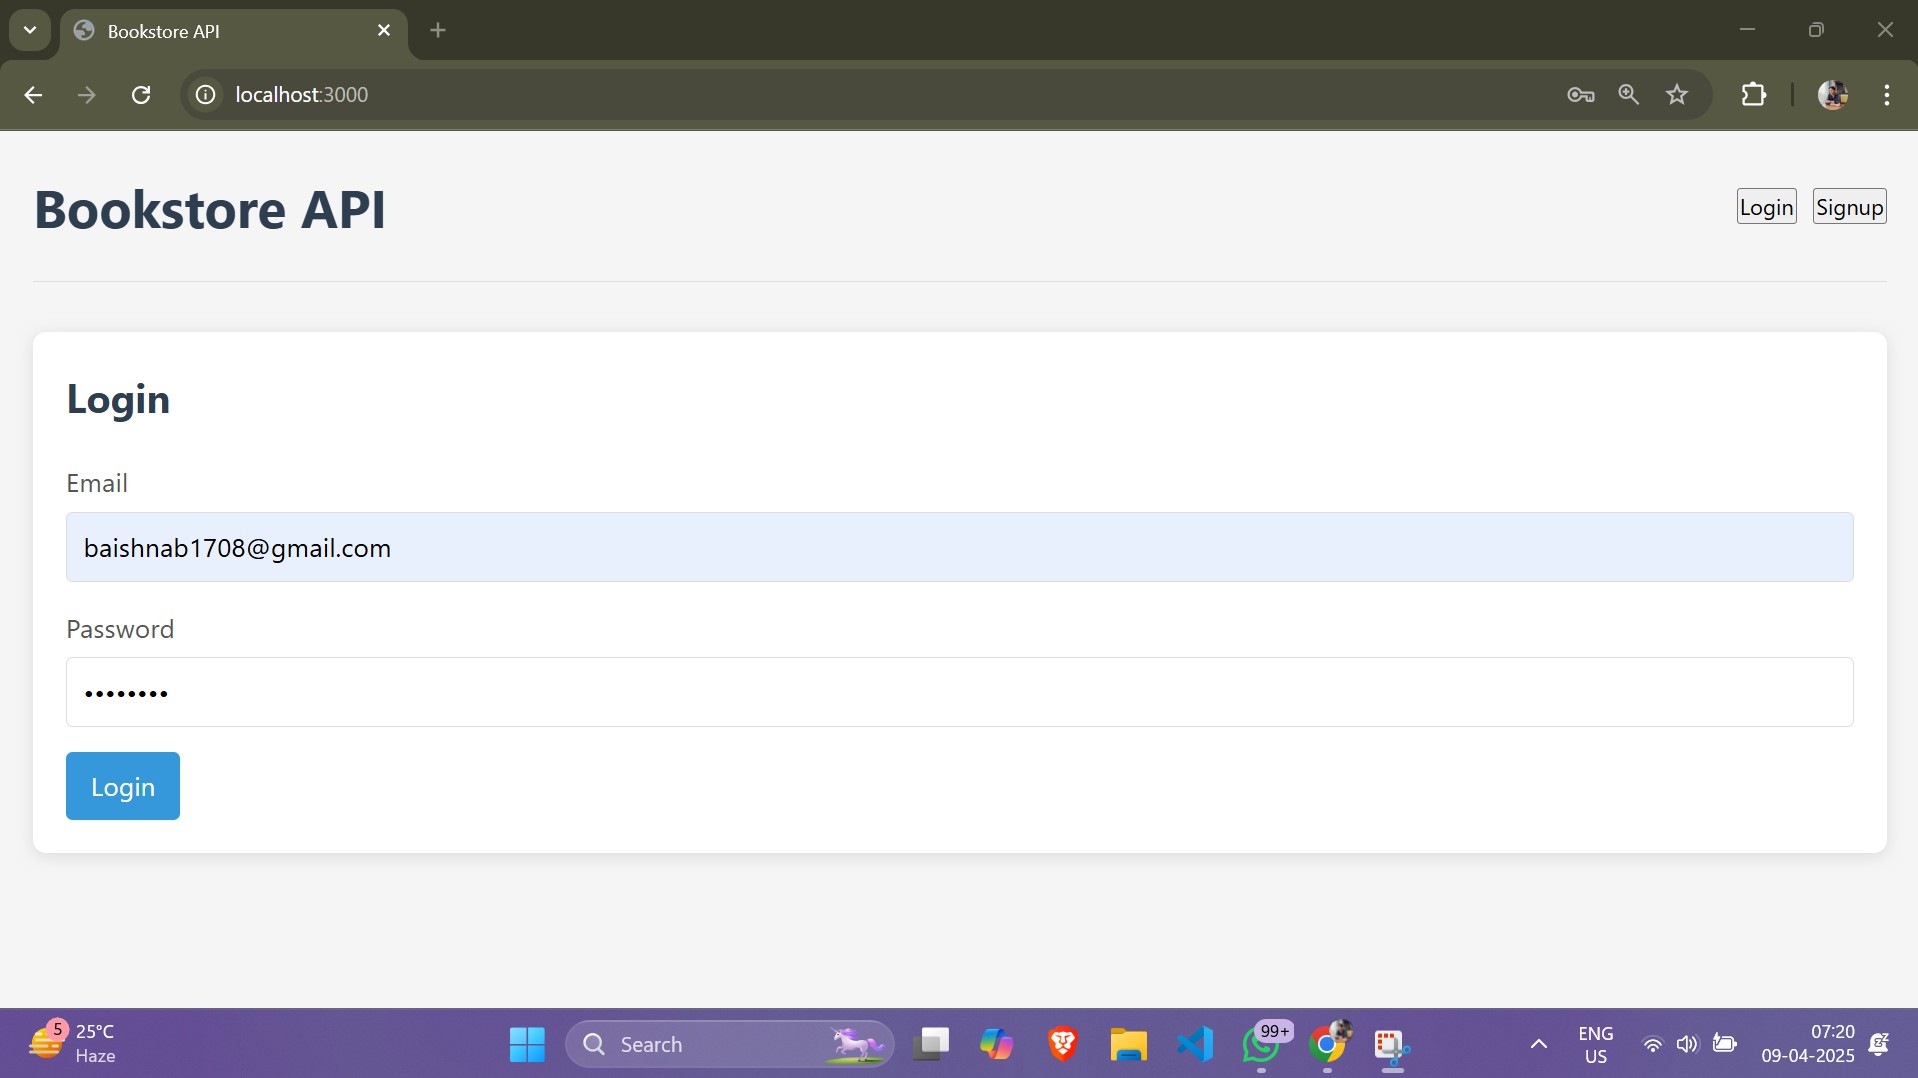 Bookstore API
localhost:3000
Bookstore API
Login
Signup
Login
Email
baishnab1708@gmail.com
Password
Login
5
25°C
Haze
Search
99+
ENG
US
07:20
09-04-2025